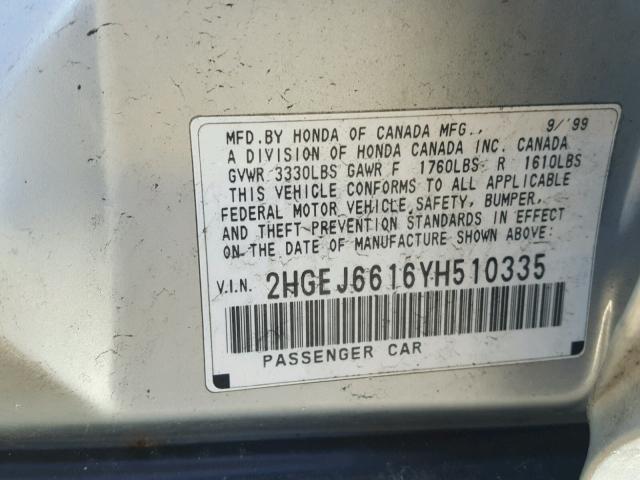 MFD.BY HONDA OF CANADA MFG., 9/'99
A DIVISION OF HONDA CANADA INC. CANADA
GVWR 3330LBS GAWR F 1760LBS R 1610LBS
THIS VEHICLE CONFORMS TO ALL APPLICABLE
FEDERAL MOTOR VEHICLE SAFETY, BUMPER,
AND THEFT PREVENTION STANDARDS IN EFFECT
ON THE DATE OF MANUFACTURE SHOWN ABOVE:
V.I.N. 2HGEJ6616YH510335
PASSENGER CAR